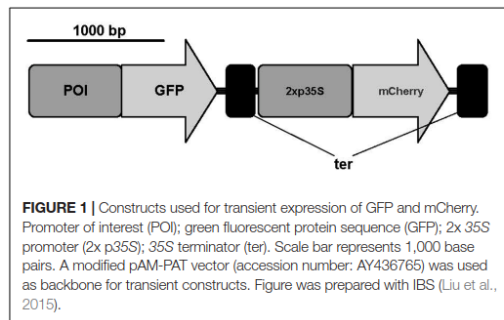 1000 bp
POI GFP 2xp35S mCherry
ter
FIGURE 1 | Constructs used for transient expression of GFP and mCherry.
Promoter of interest (POI); green fluorescent protein sequence (GFP); 2x 35S
promoter (2x p35S); 35S terminator (ter). Scale bar represents 1,000 base
pairs. A modified pAM-PAT vector (accession number: AY436765) was used
as backbone for transient constructs. Figure was prepared with IBS (Liu et al.,
2015).